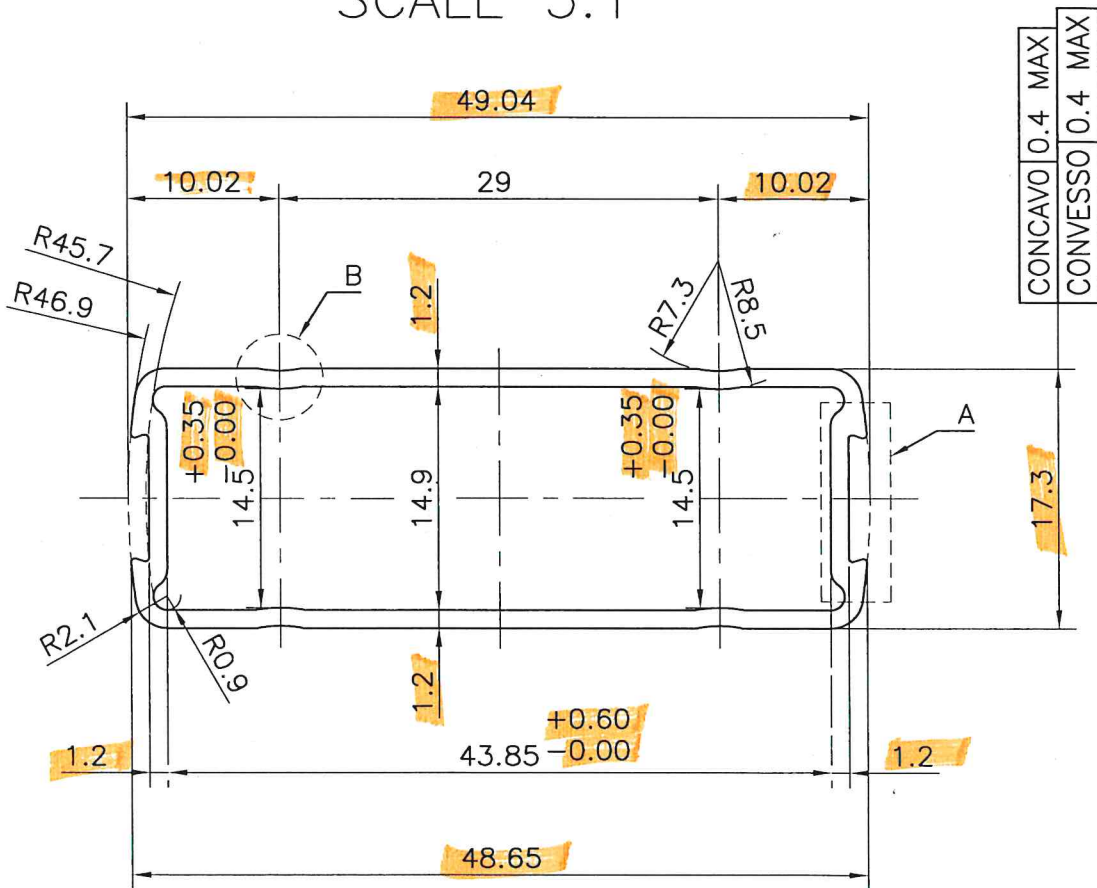 SCALE 3:1
CONCAVO 0.4 MAX
CONVESSO 0.4 MAX
49.04
10.02 29 10.02
R45.7
R46.9
B
1.2
R7.3
R8.5
+0.35
-0.00
14.5
14.9
+0.35
-0.00
14.5
A
17.3
R2.1
R0.9
1.2
+0.60
-0.00
1.2 43.85 1.2
48.65